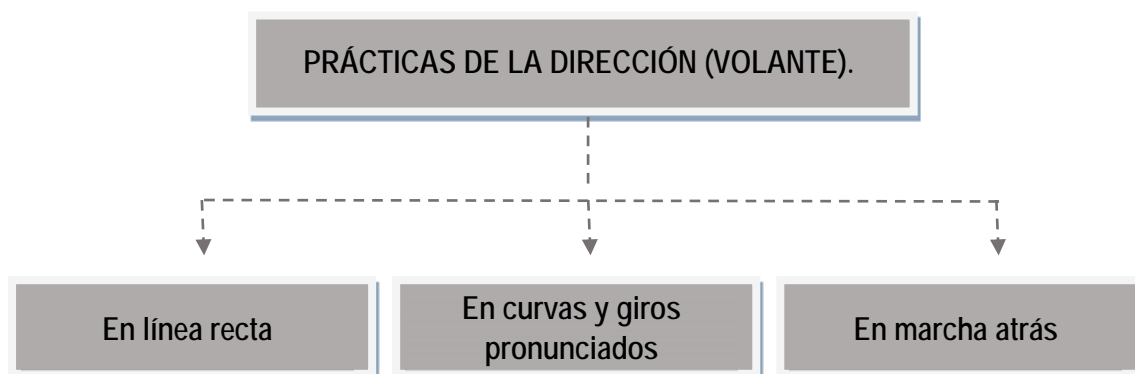 PRÁCTICAS DE LA DIRECCIÓN (VOLANTE).
En línea recta
En curvas y giros
pronunciados
En marcha atrás